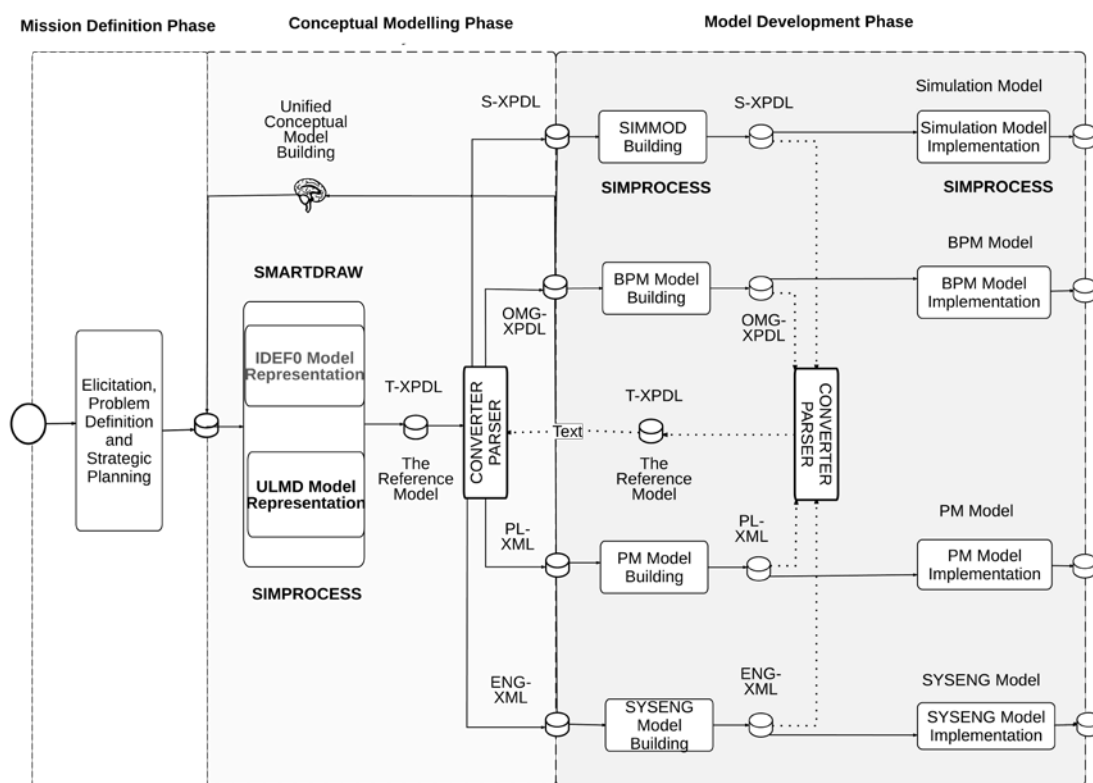 Mission Definition Phase
Conceptual Modelling Phase
Model Development Phase
Unified
Conceptual
Model
Building
S-XPDL
SIMMOD
Building
SIMPROCESS
S-XPDL
Simulation Model
Simulation Model
Implementation
SIMPROCESS
SMARTDRAW
IDEF0 Model
Representation
ULMD Model
Representation
SIMPROCESS
Elicitation,
Problem
Definition
and
Strategic
Planning
T-XPDL
The
Reference
Model
CONVERTER
PARSER
OMG-
XPDL
BPM Model
Building
OMG-
XPDL
BPM Model
BPM Model
Implementation
Text
T-XPDL
The
Reference
Model
CONVERTER
PARSER
PL-
XML
PM Model
Building
PL-
XML
PM Model
PM Model
Implementation
ENG-
XML
SYSENG
Model
Building
ENG-
XML
SYSENG Model
SYSENG Model
Implementation